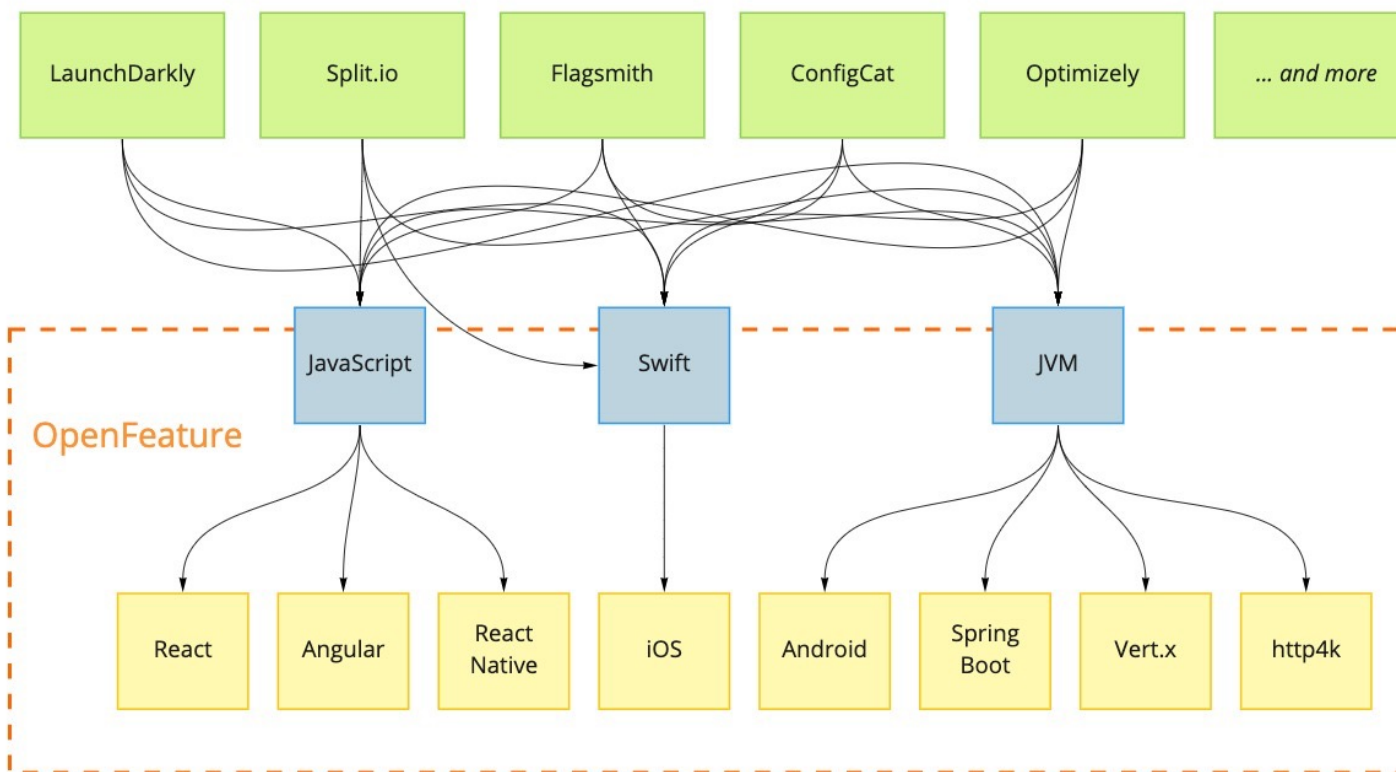 LaunchDarkly
Split.io
Flagsmith
ConfigCat
Optimizely
... and more
JavaScript
Swift
JVM
OpenFeature
React
Angular
React
Native
iOS
Android
Spring
Boot
Vert.x
http4k